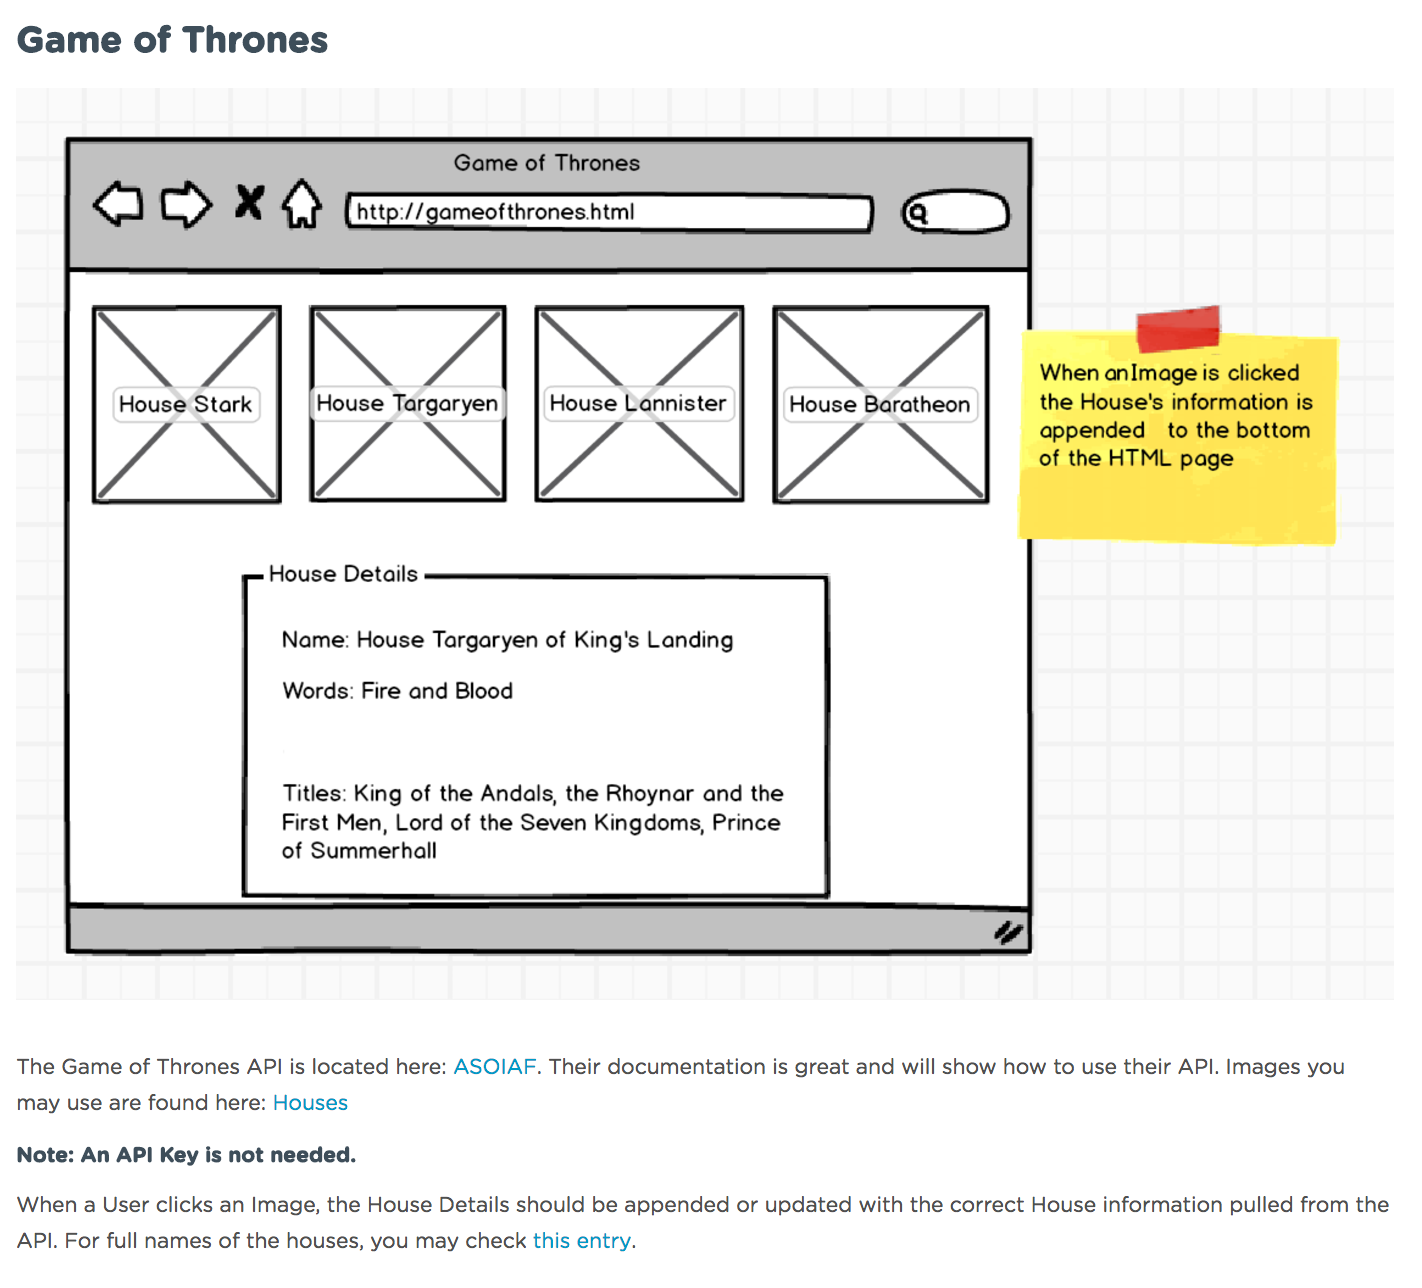 Game of Thrones
Game of Thrones
http://gameofthrones.html
House Stark
House Targaryen
House Lannister
House Baratheon
When an Image is clicked
the House's information is
appended to the bottom
of the HTML page
House Details
Name: House Targaryen of King's Landing
Words: Fire and Blood
Titles: King of the Andals, the Rhoynar and the
First Men, Lord of the Seven Kingdoms, Prince
of Summerhall
The Game of Thrones API is located here: ASOIAF. Their documentation is great and will show how to use their API. Images you
may use are found here: Houses
Note: An API Key is not needed.
When a User clicks an Image, the House Details should be appended or updated with the correct House information pulled from the
API. For full names of the houses, you may check this entry.